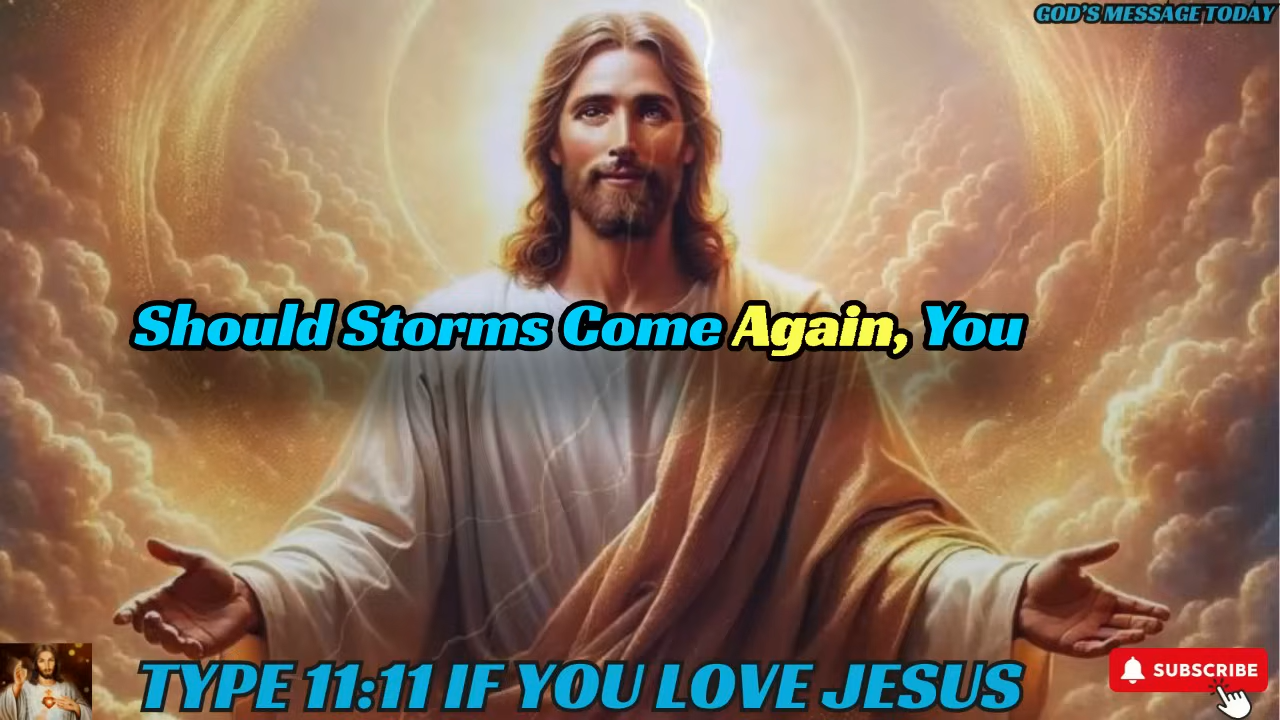 GOD'S MESSAGE TODAY
Should Storms Come Again, You
TYPE 11:11 IF YOU LOVE JESUS
SUBSCRIBE